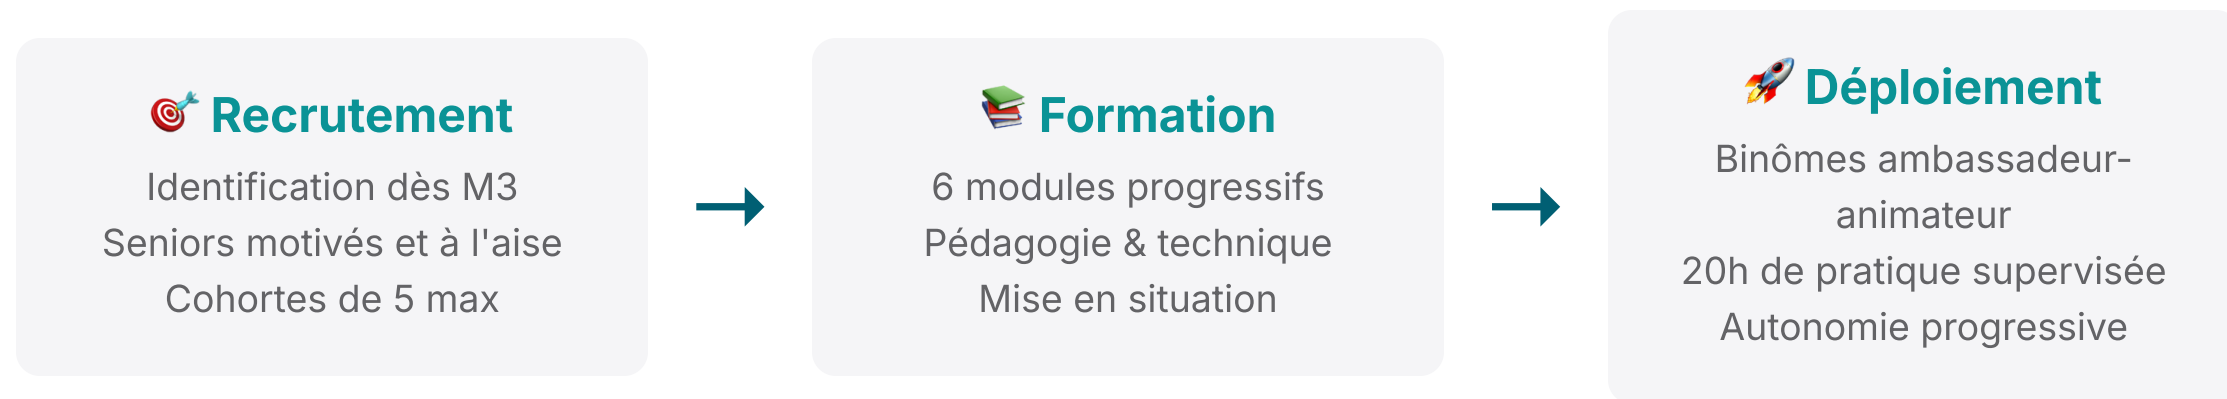 Recrutement
Identification dès M3
Seniors motivés et à l'aise
Cohortes de 5 max
Formation
6 modules progressifs
Pédagogie & technique
Mise en situation
Déploiement
Binômes ambassadeur-
animateur
20h de pratique supervisée
Autonomie progressive